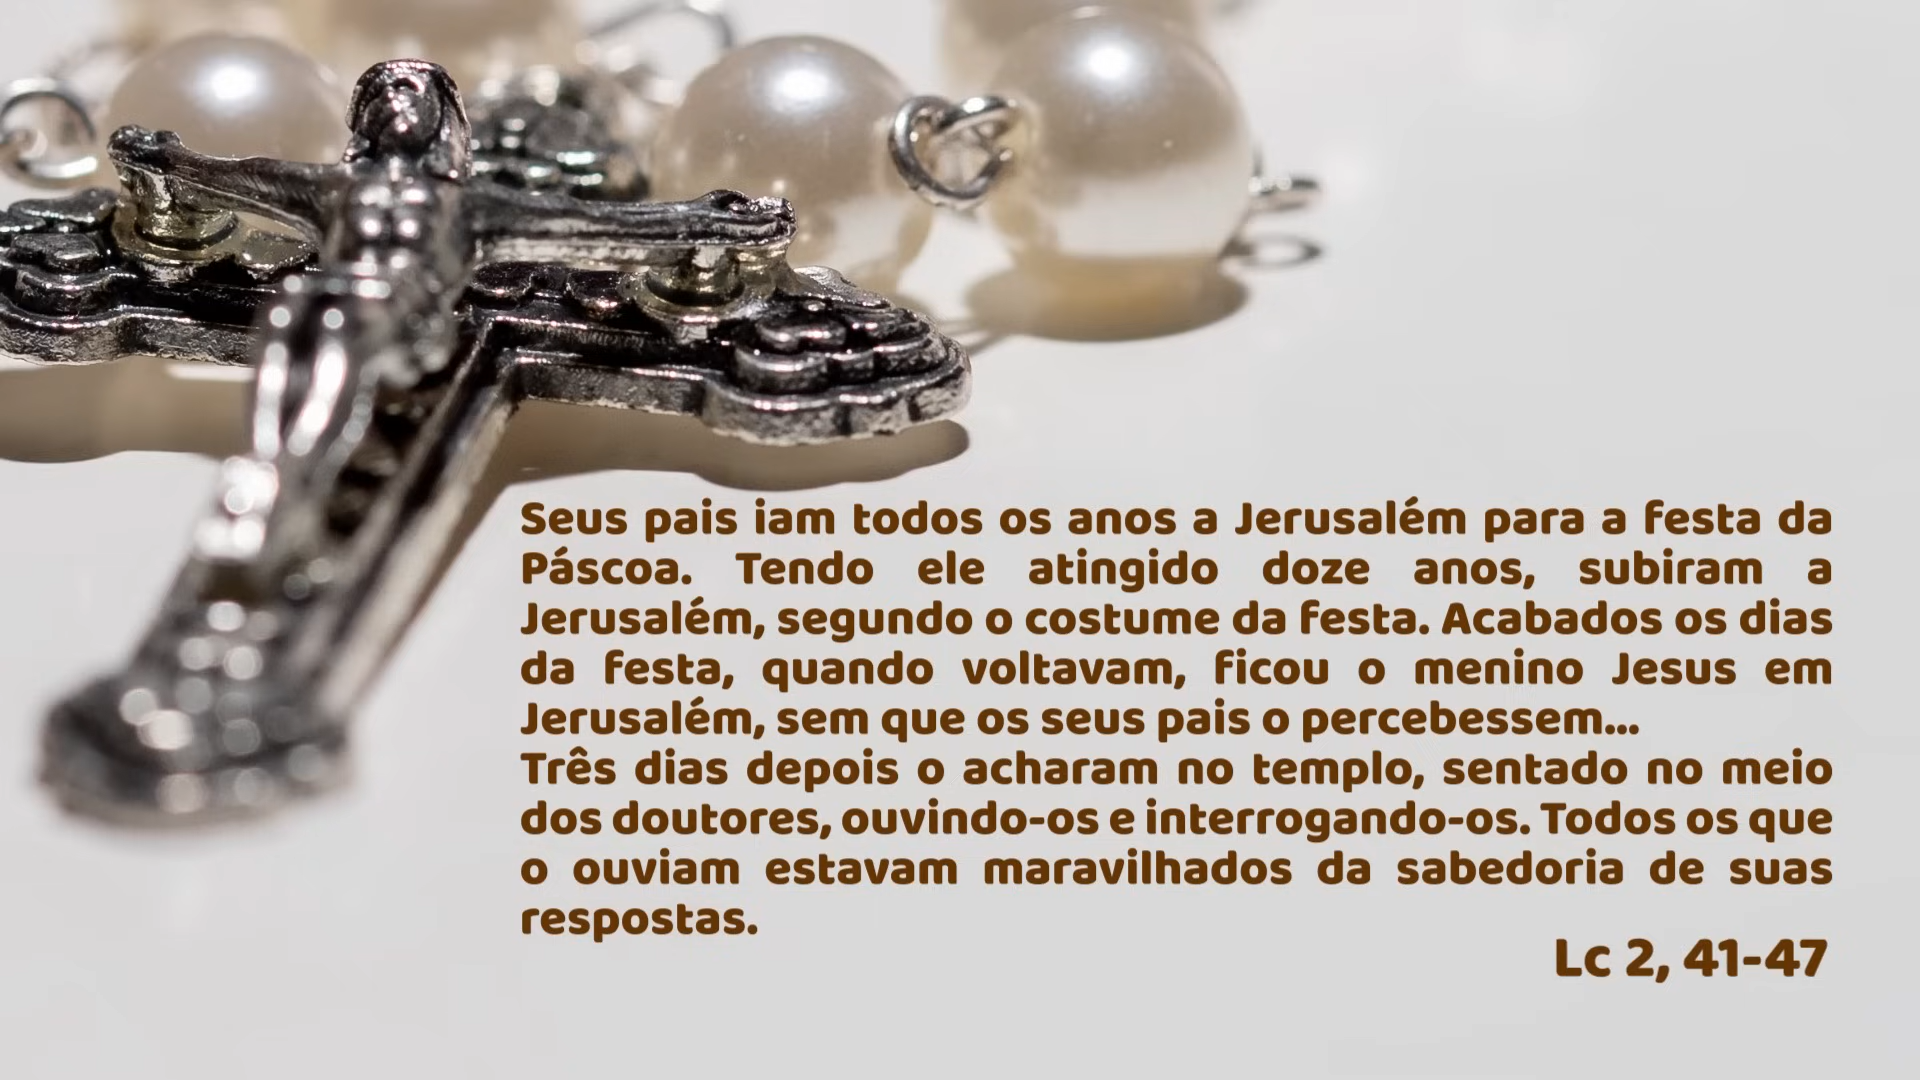 Seus pais iam todos os anos a Jerusalém para a festa da
Páscoa. Tendo ele atingido doze anos, subiram a
Jerusalém, segundo o costume da festa. Acabados os dias
da festa, quando voltavam, ficou o menino Jesus em
Jerusalém, sem que os seus pais o percebessem...
Três dias depois o acharam no templo, sentado no meio
dos doutores, ouvindo-os e interrogando-os. Todos os que
o ouviam estavam maravilhados da sabedoria de suas
respostas.
Lc 2, 41-47